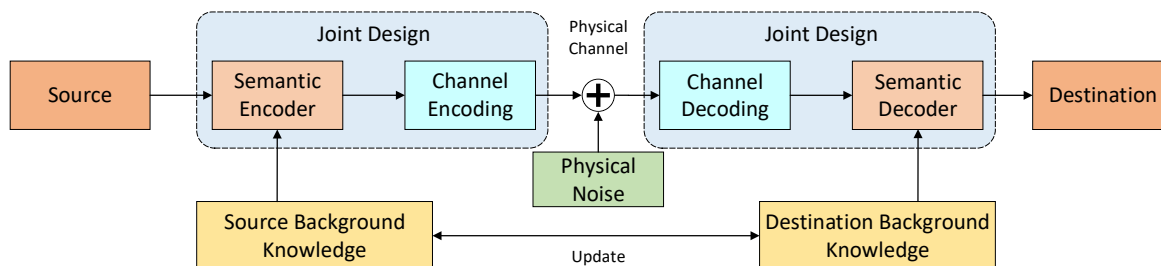 Joint Design
Physical
Channel
Joint Design
Source
Semantic
Encoder
Channel
Encoding
Channel
Decoding
Semantic
Decoder
Destination
Physical
Noise
Source Background
Knowledge
Update
Destination Background
Knowledge